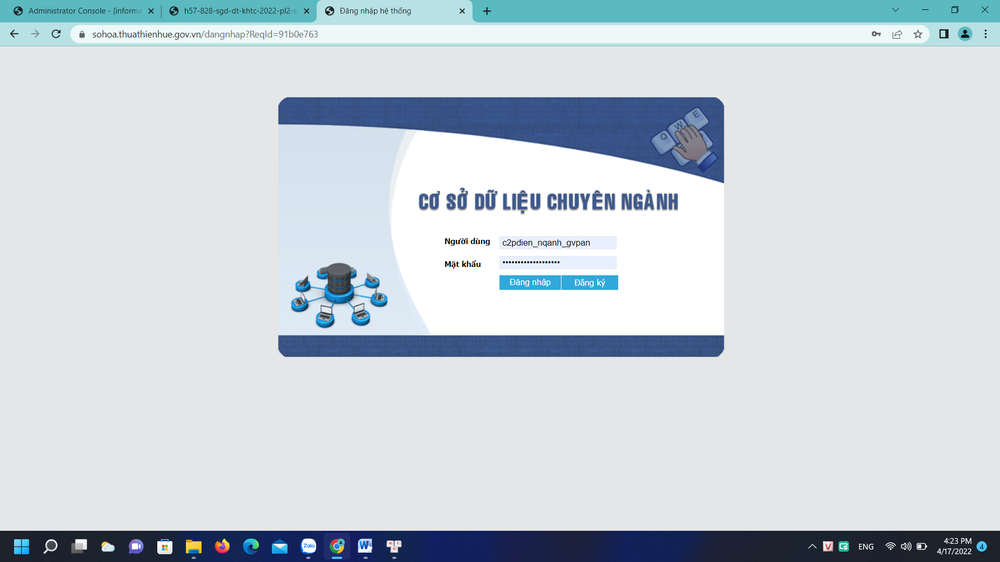 Administrator Console - [informa
h57-828-sgd-dt-khtc-2022-pl2-s
Đăng nhập hệ thống
sohoa.thuathienhue.gov.vn/dangnhap?ReqId=91b0e763
Q W E
CƠ SỞ DỮ LIỆU CHUYÊN NGÀNH
Người dùng
c2pdien_nqanh_gvpan
Mật khẩu
•••••••••••••••••••
Đăng nhập
Đăng ký
Zalo
ENG
4:23 PM
4/17/2022
4